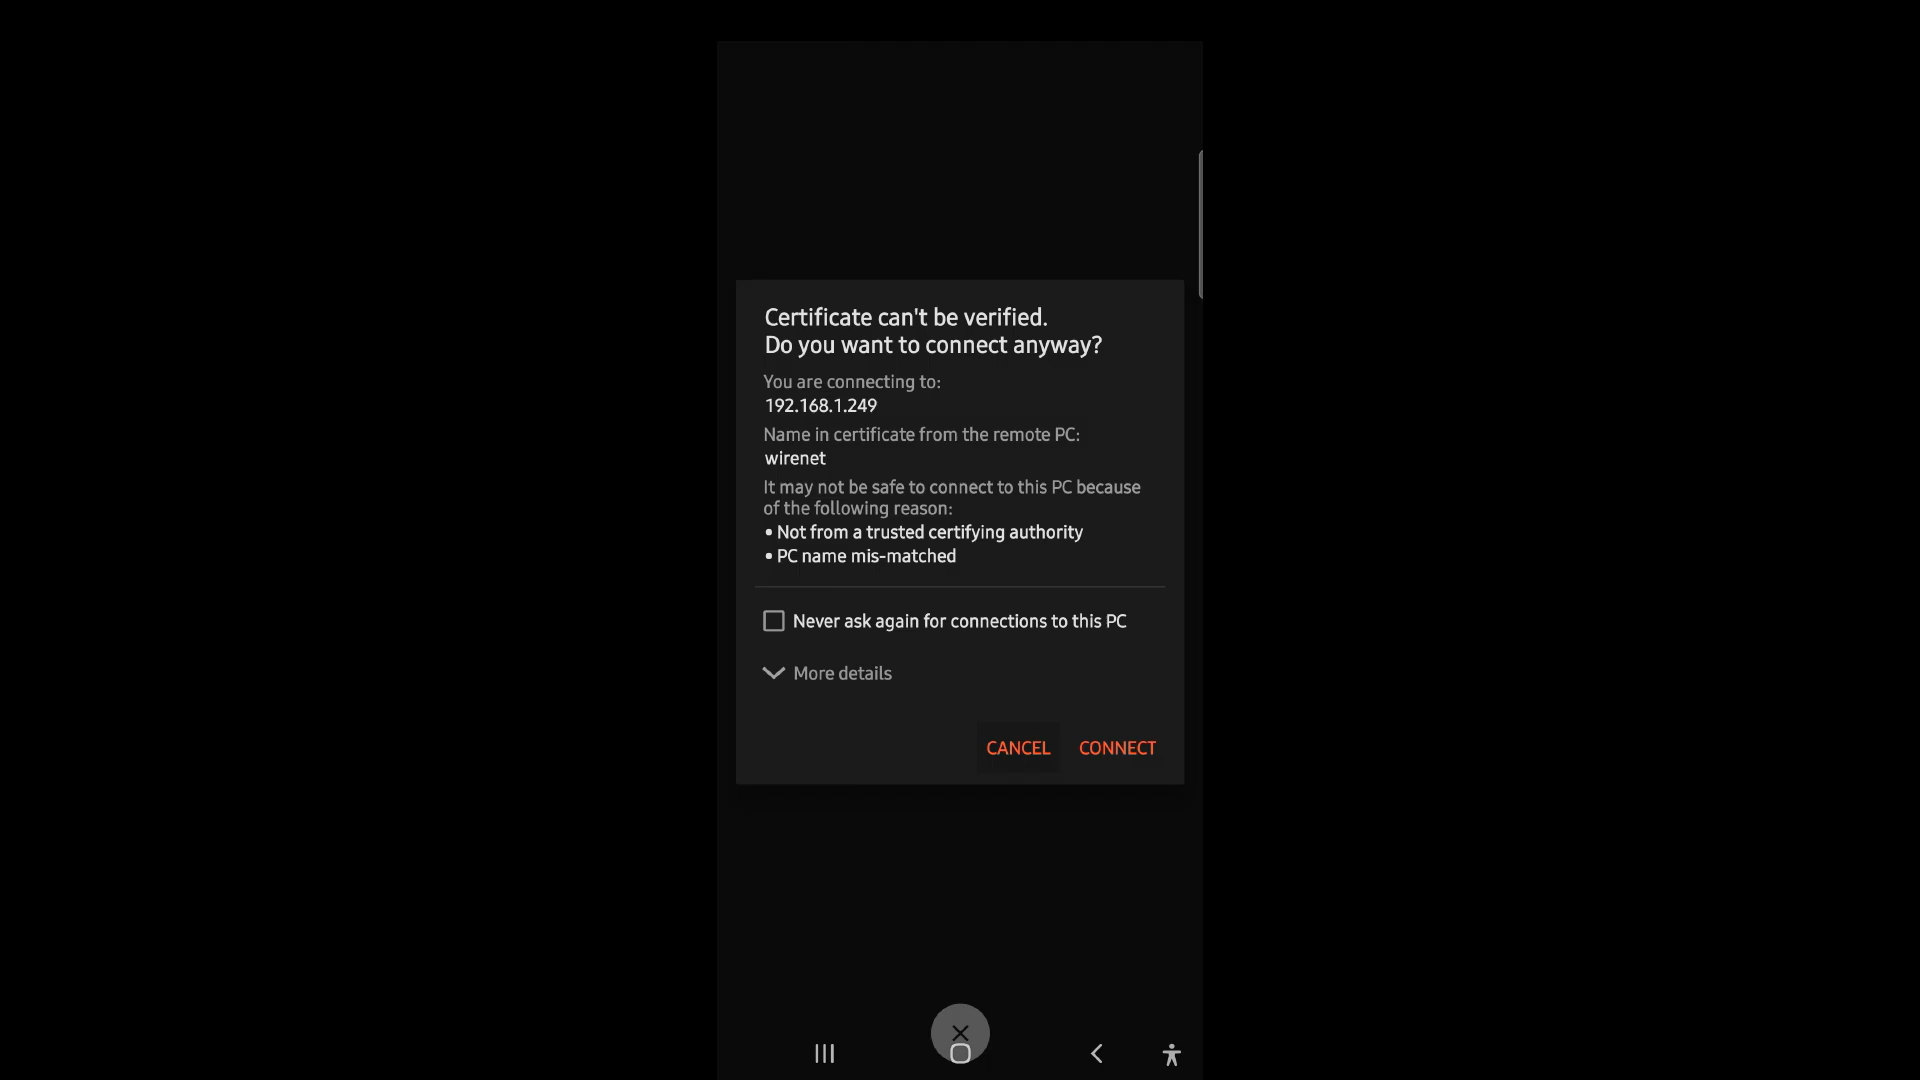 Certificate can't be verified.
Do you want to connect anyway?
You are connecting to:
192.168.1.249
Name in certificate from the remote PC:
wirenet
It may not be safe to connect to this PC because
of the following reason:
• Not from a trusted certifying authority
• PC name mis-matched
Never ask again for connections to this PC
More details
CANCEL CONNECT